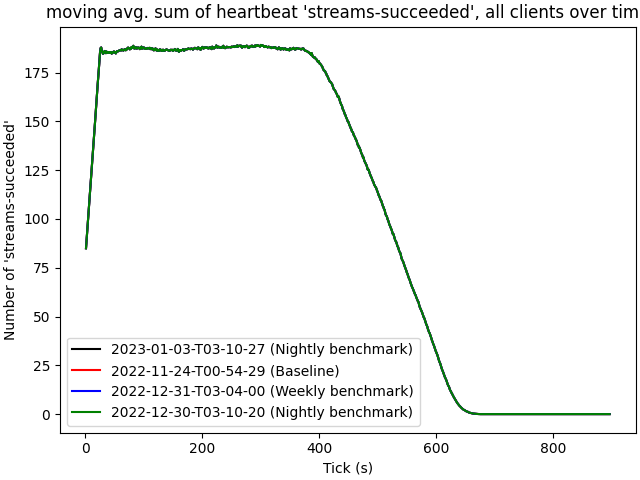 moving avg. sum of heartbeat 'streams-succeeded', all clients over tim
Number of 'streams-succeeded'
175
150
125
100
75
50
25
0
2023-01-03-T03-10-27 (Nightly benchmark)
2022-11-24-T00-54-29 (Baseline)
2022-12-31-T03-04-00 (Weekly benchmark)
2022-12-30-T03-10-20 (Nightly benchmark)
0 200 400 600 800
Tick (s)